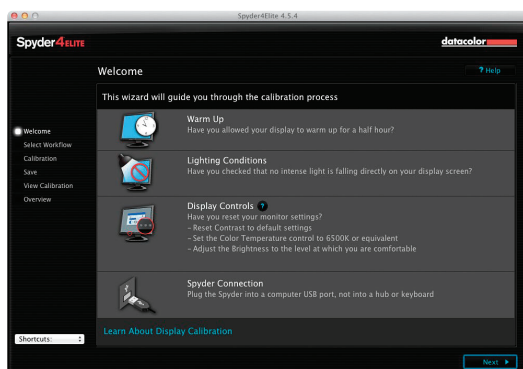 Spyder4Elite 4.5.4
Spyder4ELITE
datacolor
Welcome
? Help
This wizard will guide you through the calibration process
Welcome
Select Workflow
Calibration
Save
View Calibration
Overview
Warm Up
Have you allowed your display to warm up for a half hour?
Lighting Conditions
Have you checked that no intense light is falling directly on your display screen?
Display Controls ?
Have you reset your monitor settings?
– Reset Contrast to default settings
– Set the Color Temperature control to 6500K or equivalent
– Adjust the Brightness to the level at which you are comfortable
Spyder Connection
Plug the Spyder into a computer USB port, not into a hub or keyboard
Shortcuts:
Learn About Display Calibration
Next